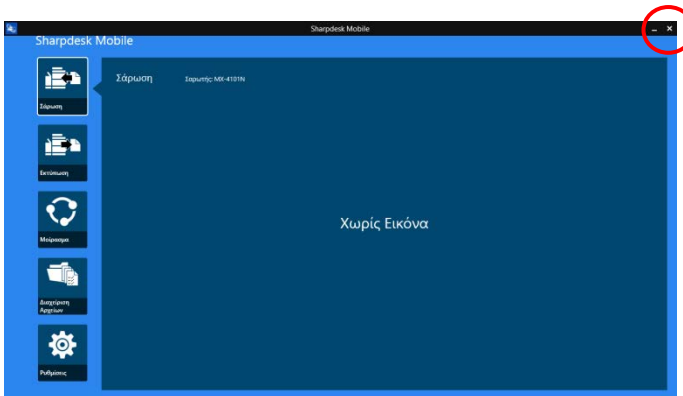 Sharpdesk Mobile
Sharpdesk Mobile
Σάρωση
Σάρωση Σαρωτής: MX-4101N
Εκτύπωση
Χωρίς Εικόνα
Μοίρασμα
Διαχείριση
Αρχείων
Ρυθμίσεις